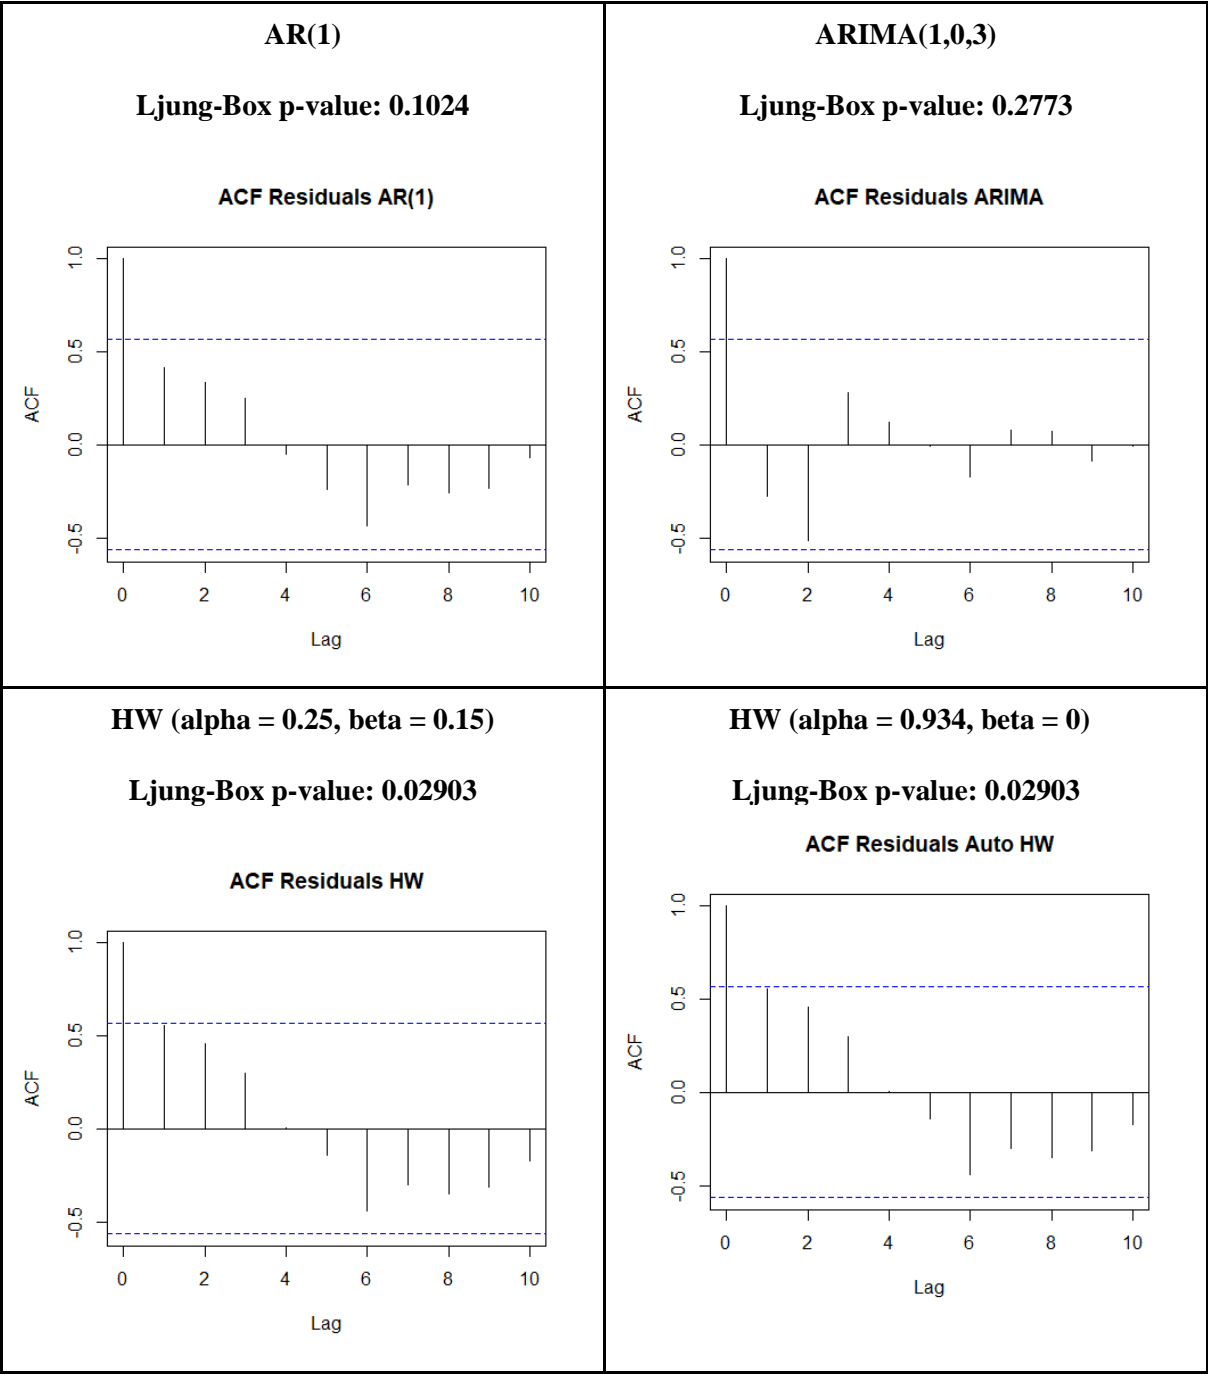 AR(1)
Ljung-Box p-value: 0.1024
ACF Residuals AR(1)
1.0
0.5
0.0
-0.5
ACF
0 2 4 6 8 10
Lag
ARIMA(1,0,3)
Ljung-Box p-value: 0.2773
ACF Residuals ARIMA
1.0
0.5
0.0
-0.5
ACF
0 2 4 6 8 10
Lag
HW (alpha = 0.25, beta = 0.15)
Ljung-Box p-value: 0.02903
ACF Residuals HW
1.0
0.5
0.0
-0.5
ACF
0 2 4 6 8 10
Lag
HW (alpha = 0.934, beta = 0)
Ljung-Box p-value: 0.02903
ACF Residuals Auto HW
1.0
0.5
0.0
-0.5
ACF
0 2 4 6 8 10
Lag